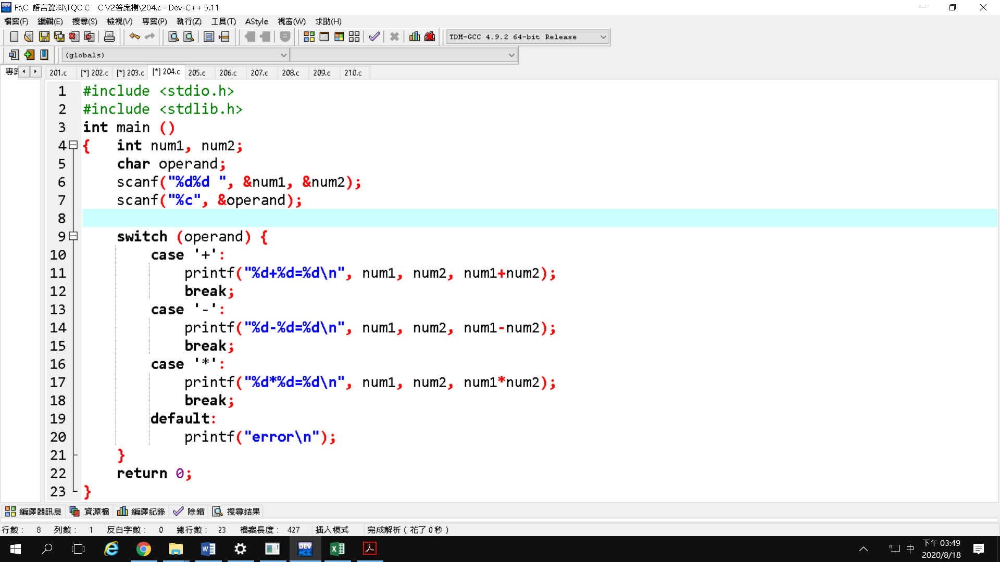 F:\C  語言資料\TQC C    C V2答案檔\204.c - Dev-C++ 5.11
檔案(F) 編輯(E) 搜尋(S) 檢視(V) 專案(P) 執行(Z) 工具(T) AStyle 視窗(W) 求助(H)
TDM-GCC 4.9.2 64-bit Release
(globals)
201.c [*] 202.c [*] 203.c [*] 204.c 205.c 206.c 207.c 208.c 209.c 210.c
1 #include <stdio.h>
2 #include <stdlib.h>
3 int main ()
4 {   int num1, num2;
5     char operand;
6     scanf("%d%d ", &num1, &num2);
7     scanf("%c", &operand);
8
9     switch (operand) {
10         case '+':
11             printf("%d+%d=%d\n", num1, num2, num1+num2);
12             break;
13         case '-':
14             printf("%d-%d=%d\n", num1, num2, num1-num2);
15             break;
16         case '*':
17             printf("%d*%d=%d\n", num1, num2, num1*num2);
18             break;
19         default:
20             printf("error\n");
21     }
22     return 0;
23 }
編譯器訊息 資源檔 編譯紀錄 除錯 搜尋結果
行數： 8 列數： 1 反白字數： 0 總行數： 23 檔案長度： 427 插入模式 完成解析 ( 花了 0 秒 )
中 下午 03:49
2020/8/18